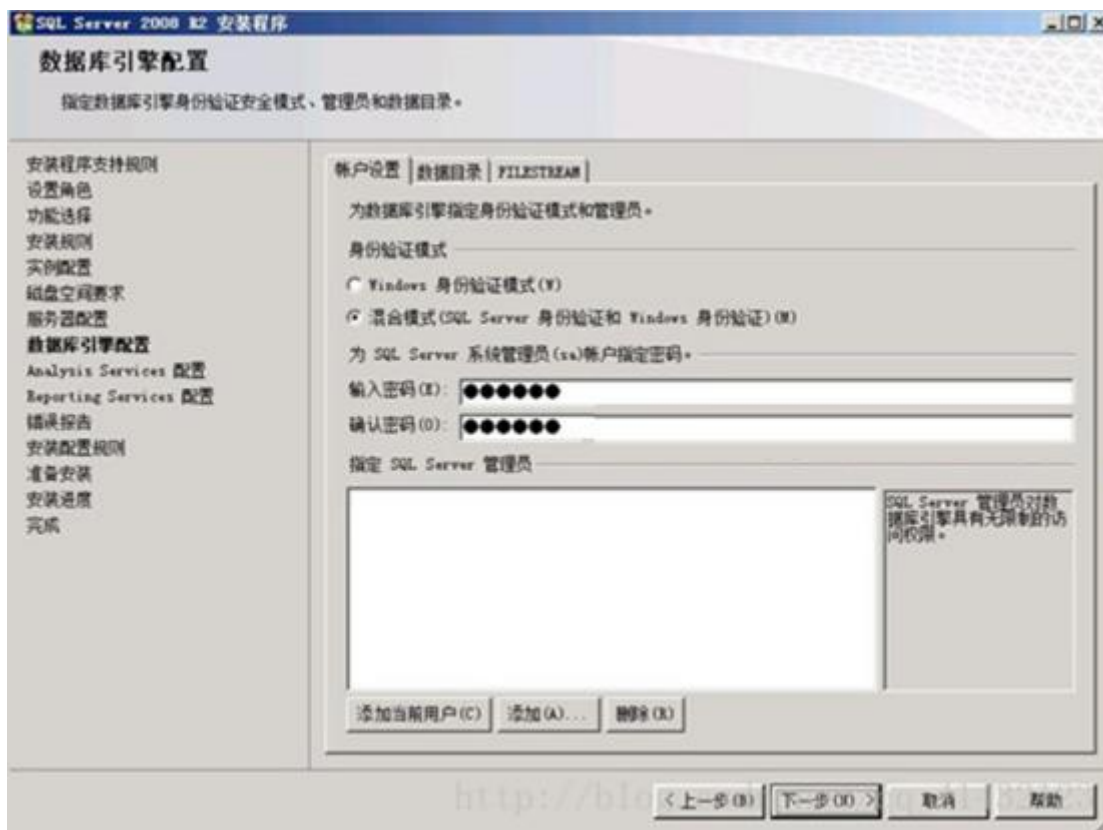 SQL Server 2008 R2 安装程序
数据库引擎配置
指定数据库引擎身份验证安全模式、管理员和数据目录。
安装程序支持规则
设置角色
功能选择
安装规则
实例配置
磁盘空间要求
服务器配置
数据库引擎配置
Analysis Services 配置
Reporting Services 配置
错误报告
安装配置规则
准备安装
安装进度
完成
帐户设置 数据目录 FILESTREAM
为数据库引擎指定身份验证模式和管理员。
身份验证模式
Windows 身份验证模式(W)
混合模式(SQL Server 身份验证和 Windows 身份验证)(M)
为 SQL Server 系统管理员(sa)帐户指定密码。
输入密码(E): ●●●●●●
确认密码(O): ●●●●●●
指定 SQL Server 管理员
SQL Server 管理员对数
据库引擎具有无限制的访
问权限。
添加当前用户(C) 添加(A)... 删除(R)
http://blo
< 上一步(B) 下一步(N) > 取消 帮助